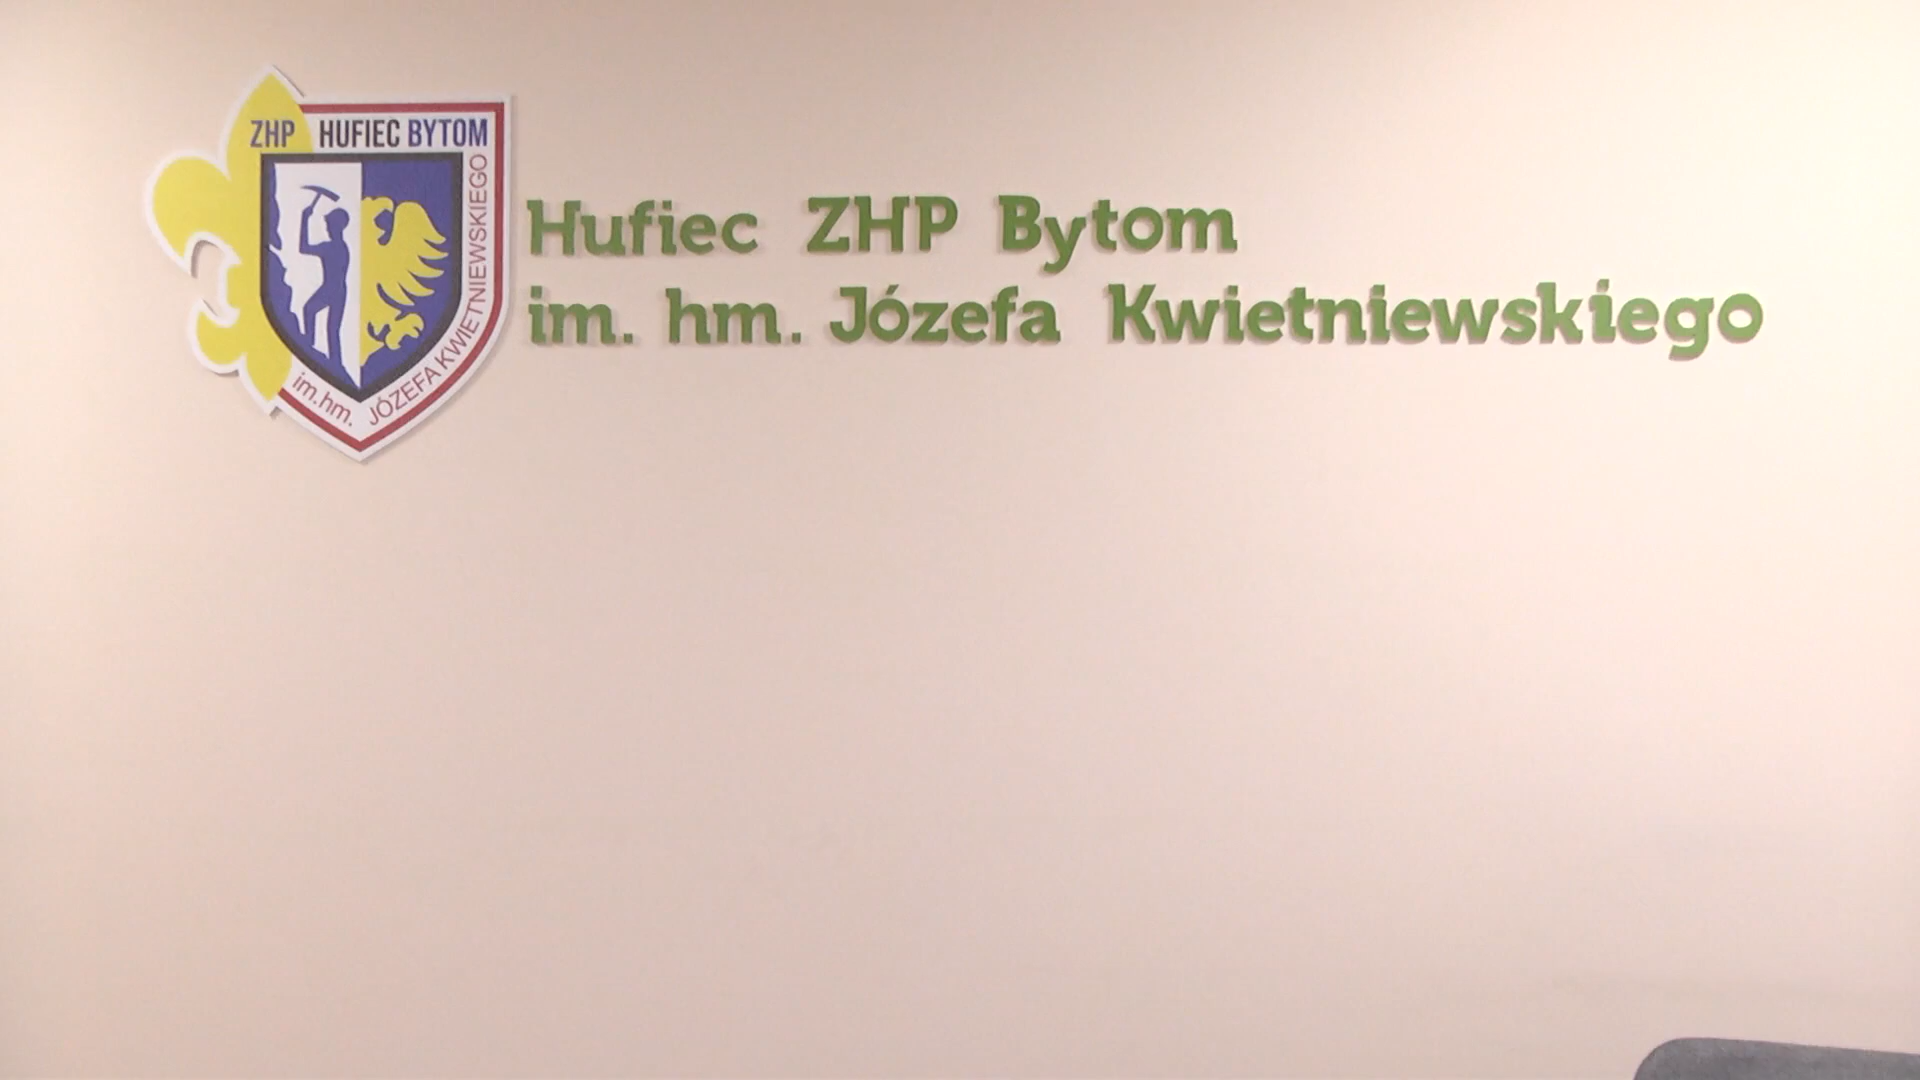 ZHP HUFIEC BYTOM
im.hm. JÓZEFA KWIETNIEWSKIEGO
Hufiec ZHP Bytom
im. hm. Józefa Kwietniewskiego